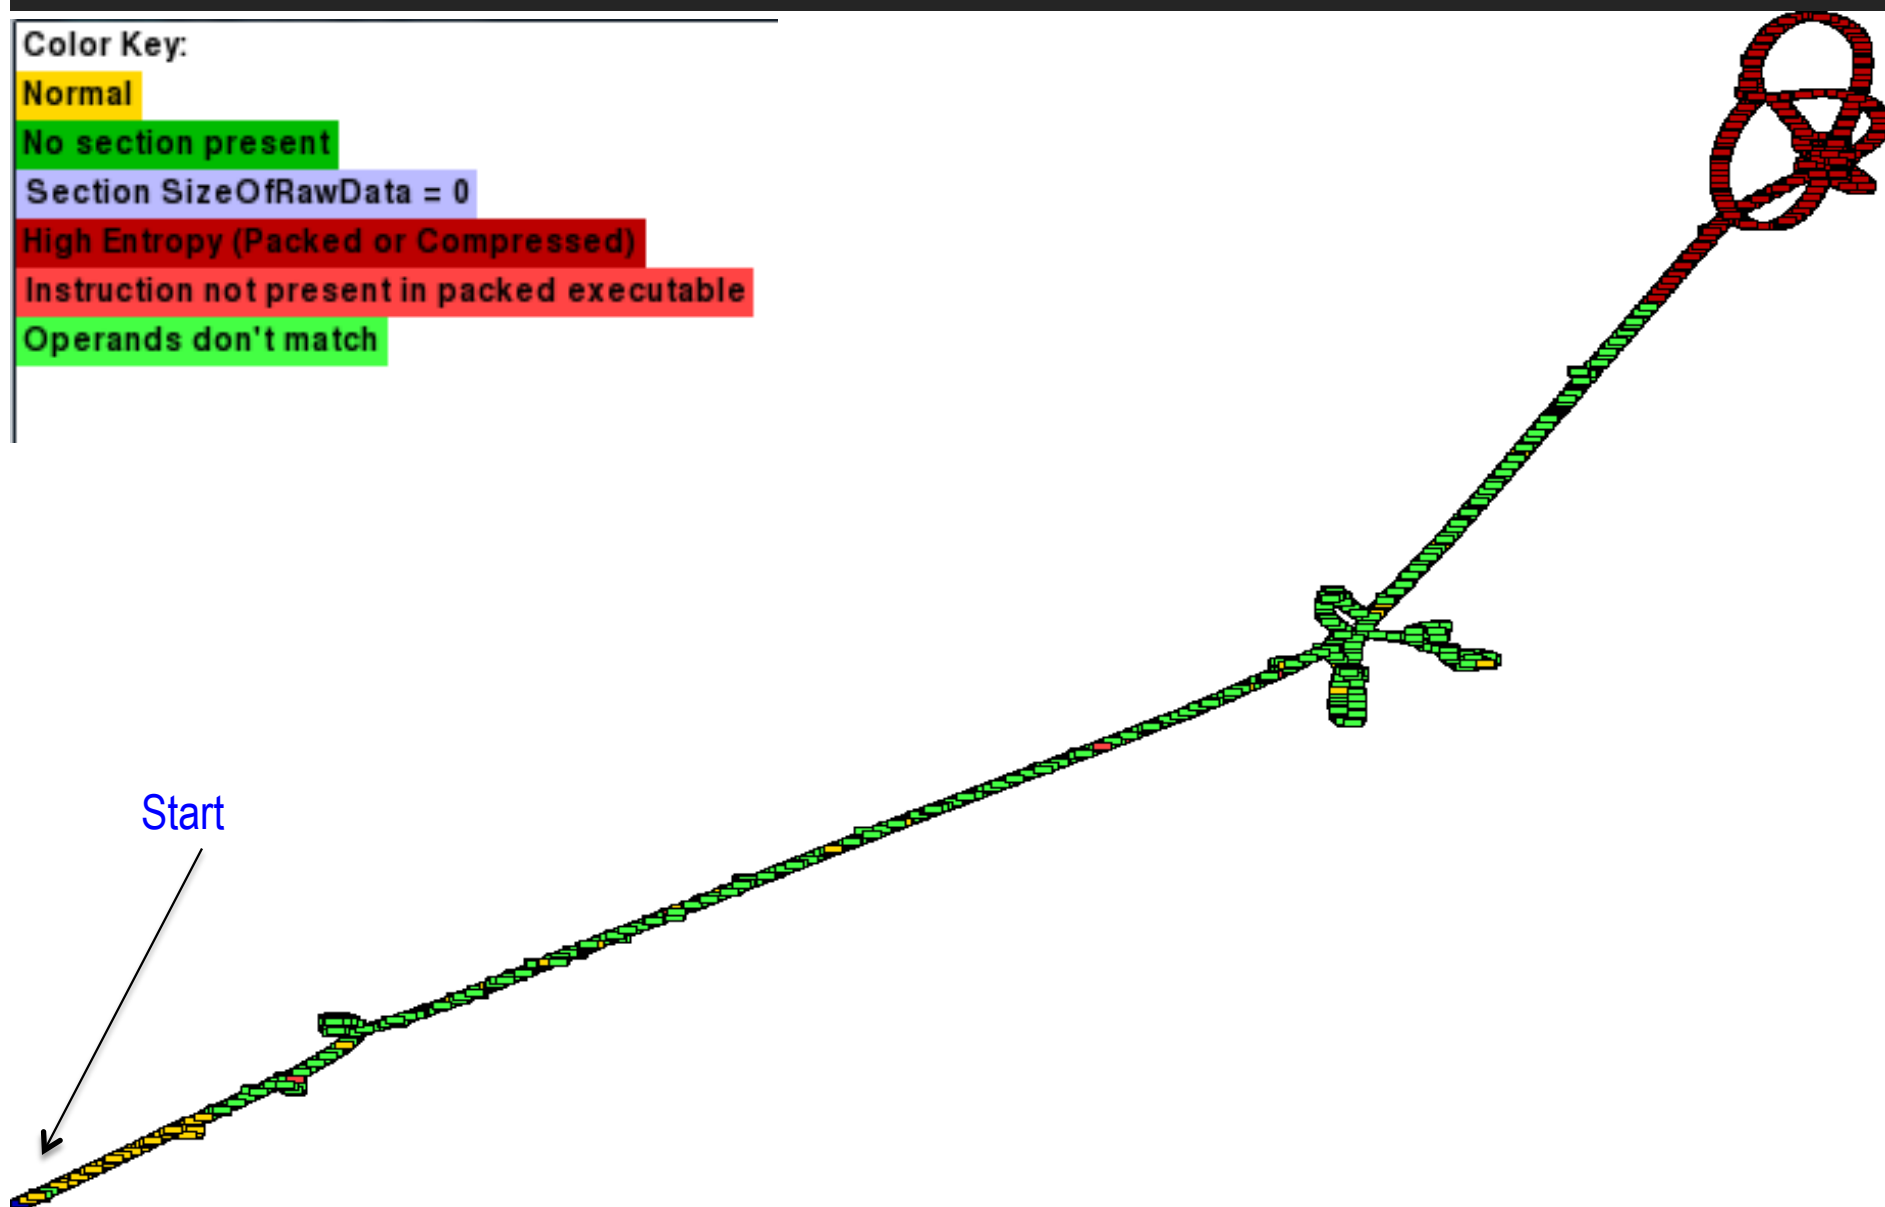 Color Key:
Normal
No section present
Section SizeOfRawData = 0
High Entropy (Packed or Compressed)
Instruction not present in packed executable
Operands don't match
Start